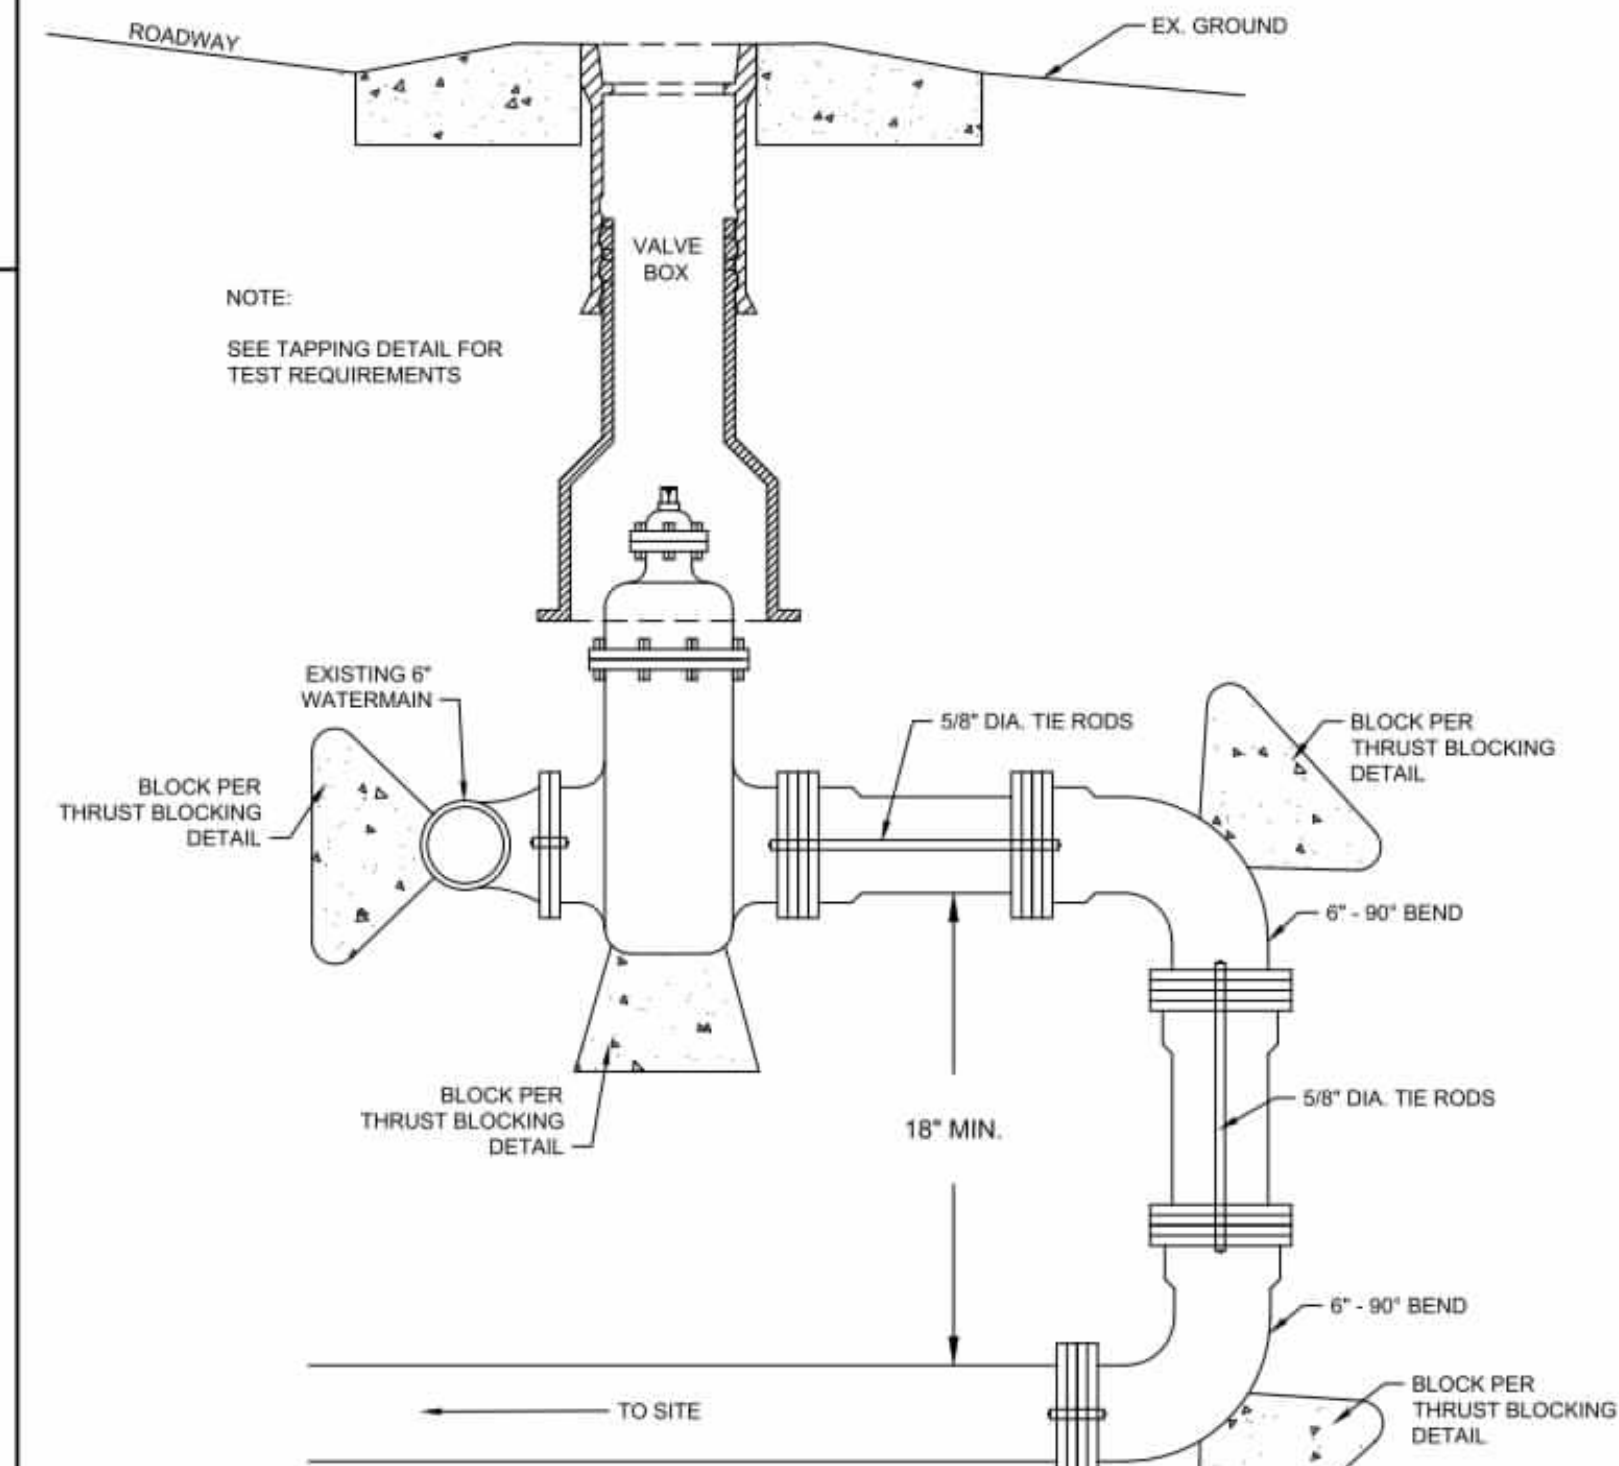 ROADWAY
EX. GROUND
VALVE
BOX
NOTE:
SEE TAPPING DETAIL FOR
TEST REQUIREMENTS
EXISTING 6"
WATERMAIN
5/8" DIA. TIE RODS
BLOCK PER
THRUST BLOCKING
DETAIL
BLOCK PER
THRUST BLOCKING
DETAIL
6" - 90° BEND
BLOCK PER
THRUST BLOCKING
DETAIL
18" MIN.
5/8" DIA. TIE RODS
6" - 90° BEND
TO SITE
BLOCK PER
THRUST BLOCKING
DETAIL